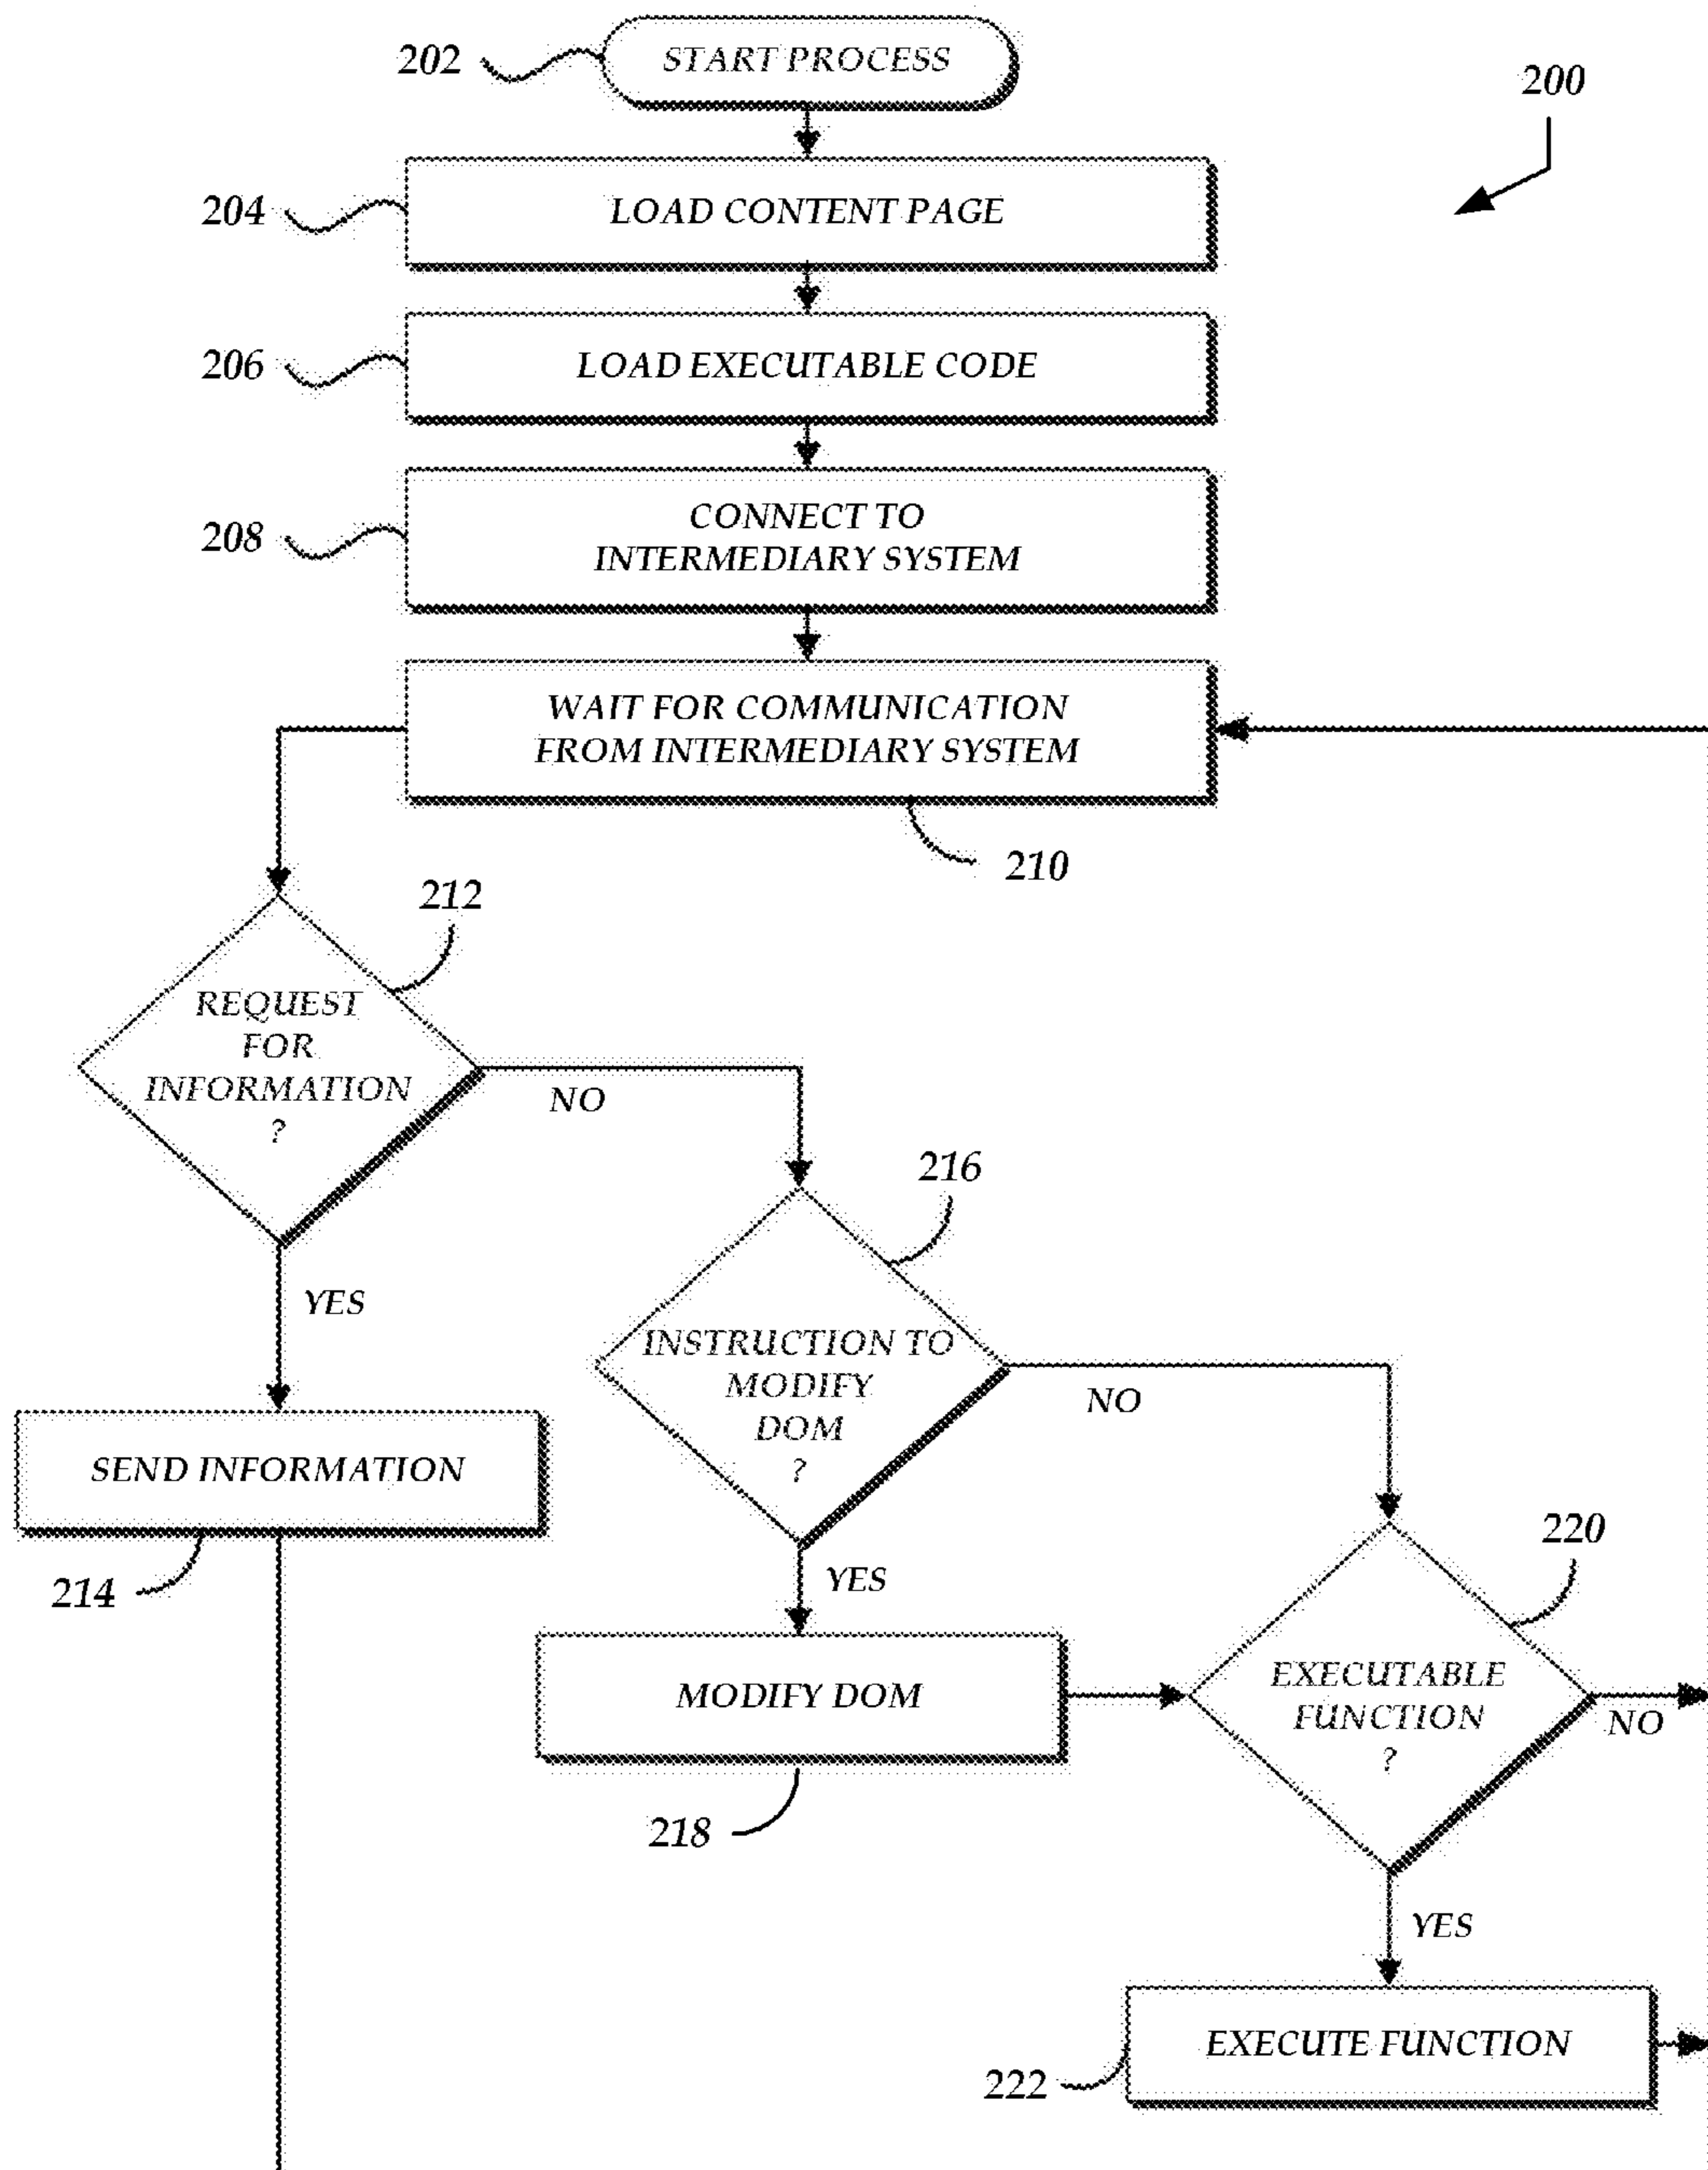 202
START PROCESS
200
204
LOAD CONTENT PAGE
206
LOAD EXECUTABLE CODE
208
CONNECT TO
INTERMEDIARY SYSTEM
WAIT FOR COMMUNICATION
FROM INTERMEDIARY SYSTEM
210
212
REQUEST
FOR
INFORMATION
?
NO
YES
216
INSTRUCTION TO
MODIFY
DOM
?
NO
YES
SEND INFORMATION
214
220
EXECUTABLE
FUNCTION
?
NO
YES
MODIFY DOM
218
EXECUTE FUNCTION
222